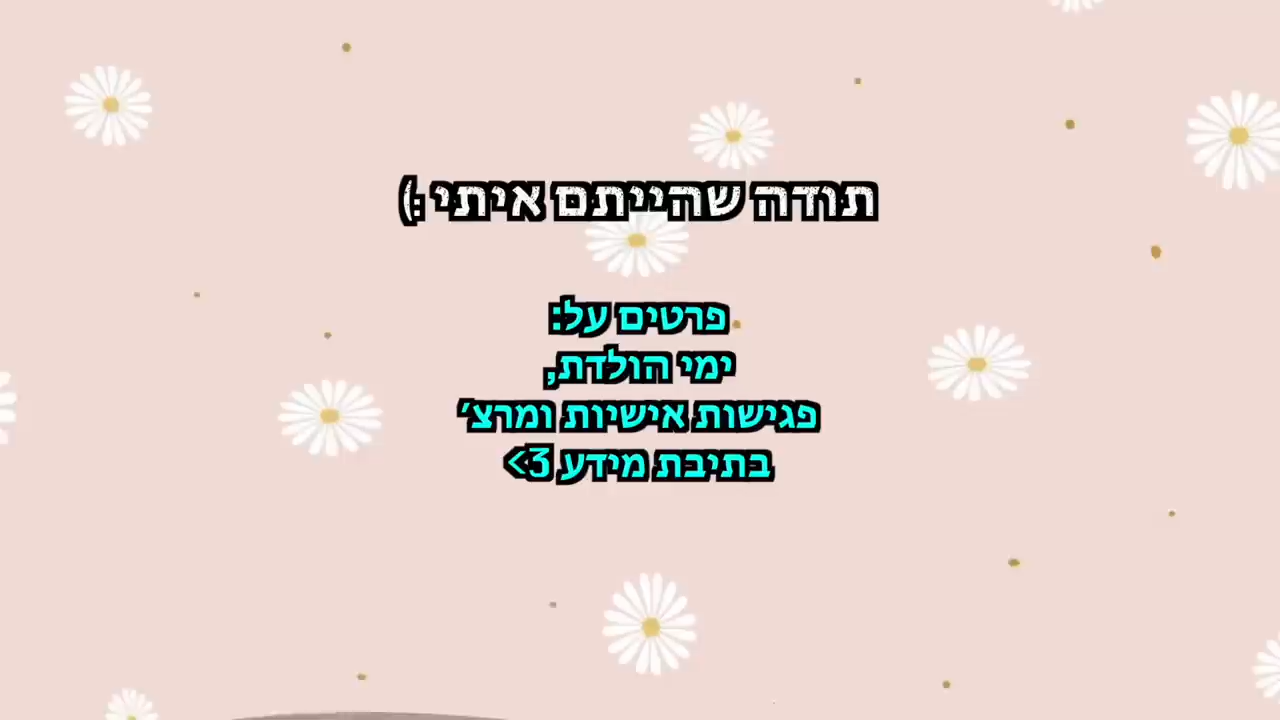 תודה שהייתם איתי :)
פרטים על:
ימי הולדת,
פגישות אישיות ומרצ'
בתיבת מידע <3